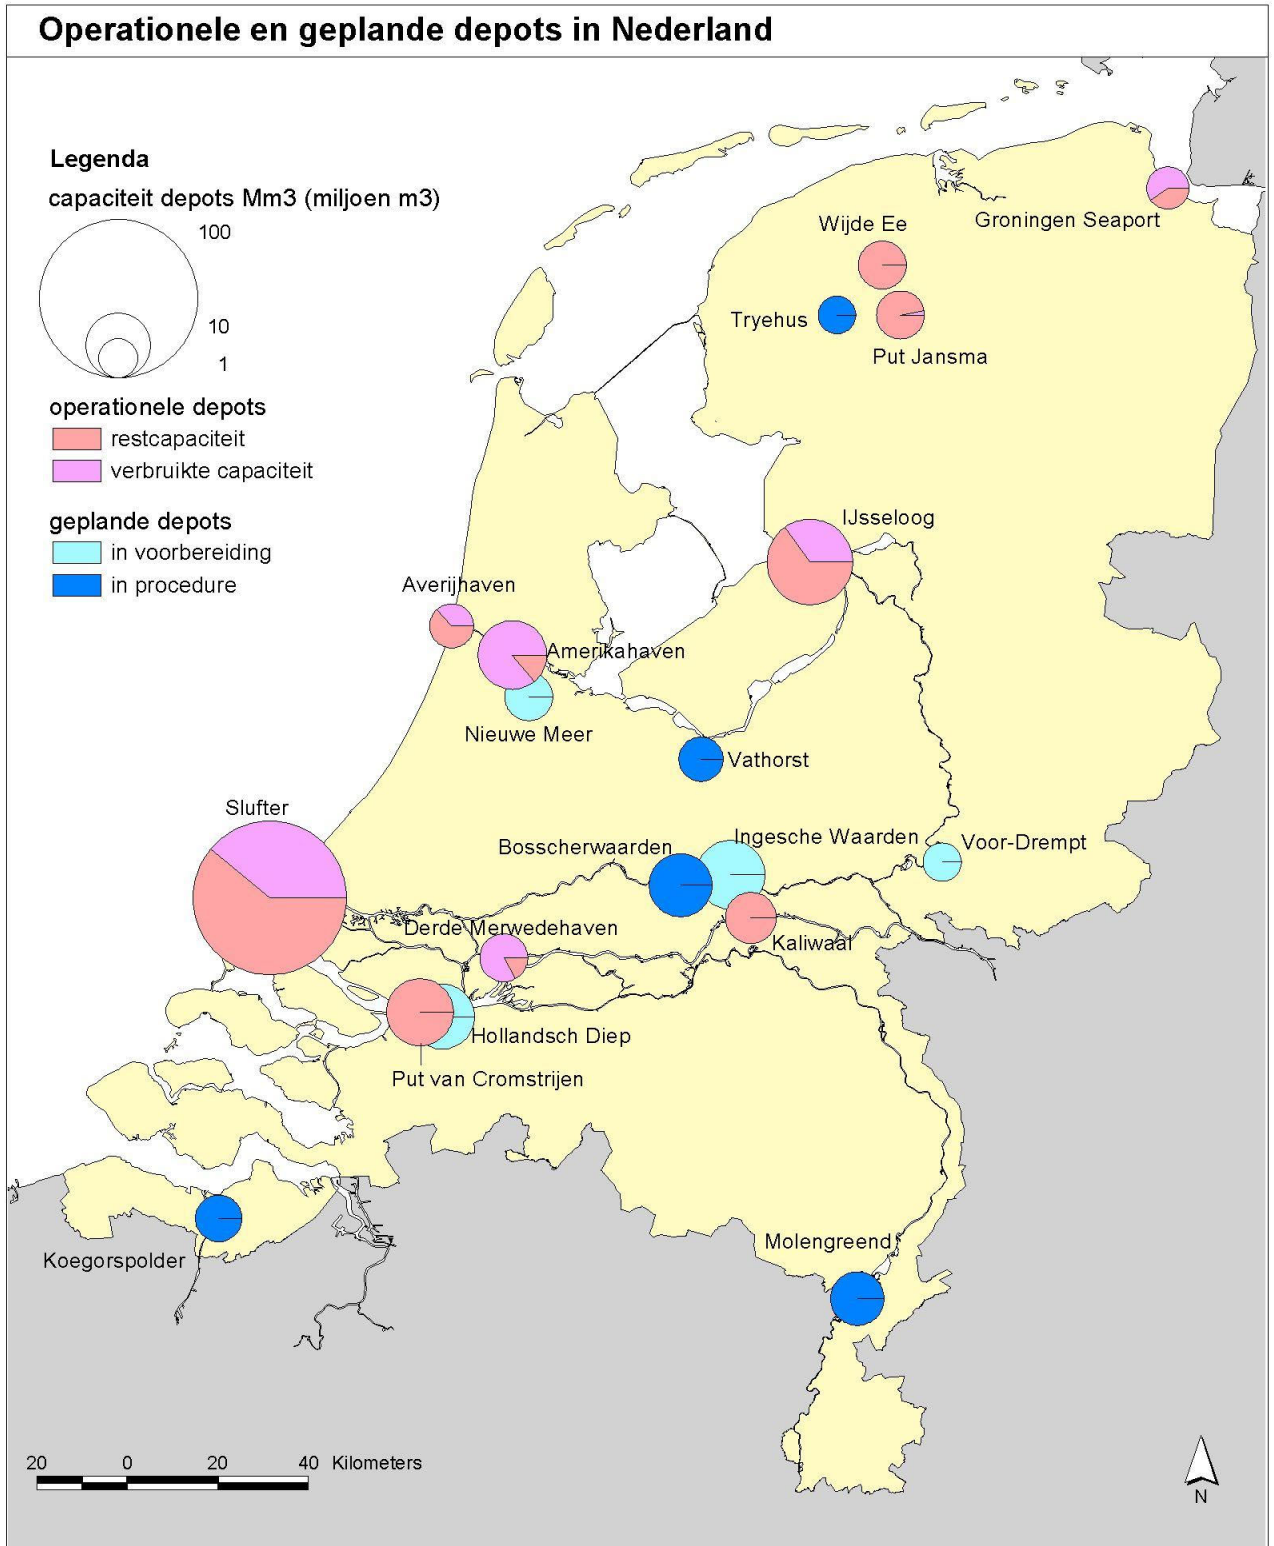 Operationele en geplande depots in Nederland
Legenda
capaciteit depots Mm3 (miljoen m3)
100
10
1
operationele depots
restcapaciteit
verbruikte capaciteit
geplande depots
in voorbereiding
in procedure
Groningen Seaport
Wijde Ee
Tryehus
Put Jansma
IJsseloog
Averijhaven
Amerikahaven
Nieuwe Meer
Vathorst
Slufter
Bosscherwaarden
Ingesche Waarden
Voor-Drempt
Derde Merwedehaven
Kaliwaal
Hollandsch Diep
Put van Cromstrijen
Koegorspolder
Molengreend
20 0 20 40 Kilometers
N